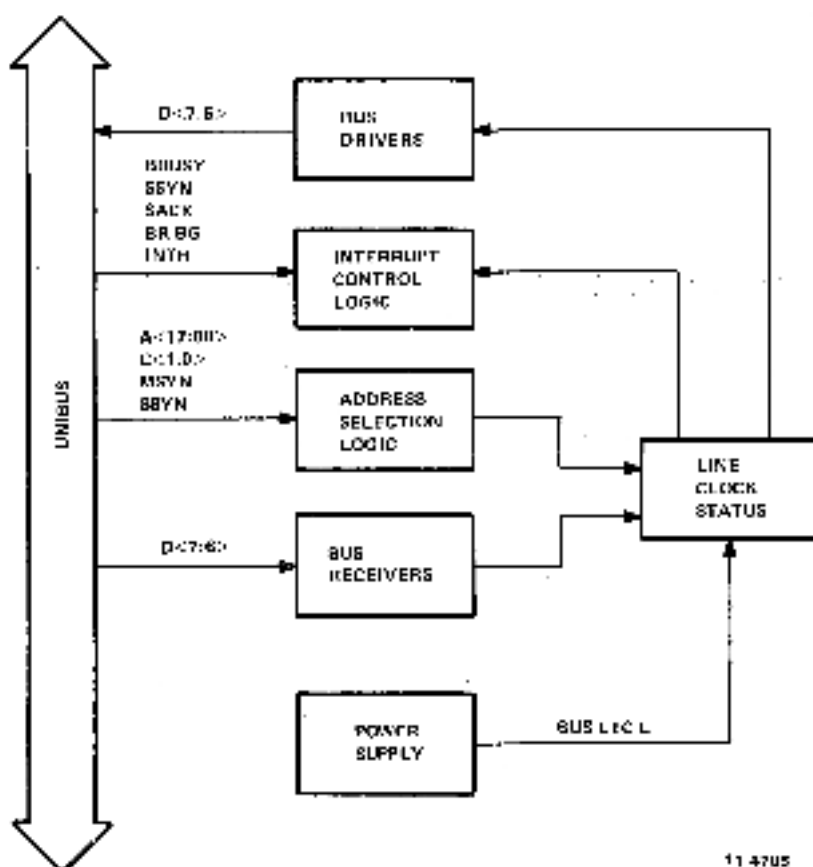 D<7:6>
BUS
DRIVERS
BBUSY
SSYN
SACK
BR BG
INTR
INTERRUPT
CONTROL
LOGIC
A<17:00>
C<1:0>
MSYN
SSYN
ADDRESS
SELECTION
LOGIC
UNIBUS
LINE
CLOCK
STATUS
D<7:6>
BUS
RECEIVERS
POWER
SUPPLY
BUS LTC L
11 4705